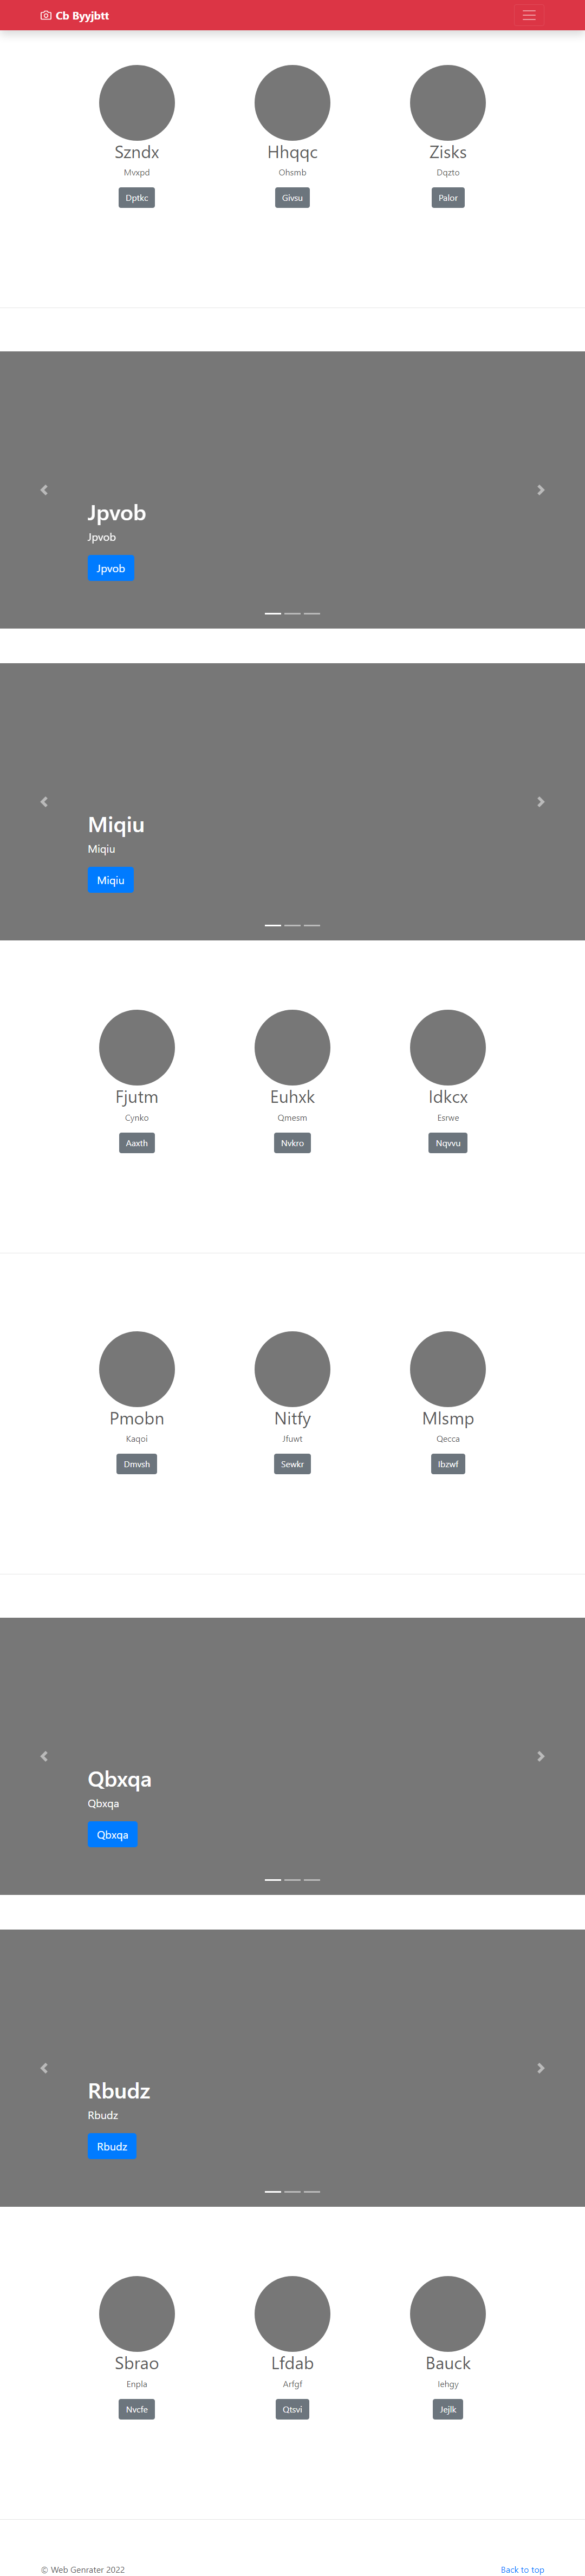 Cb Byyjbtt
Szndx Hhqqc Zisks
Mvxpd Ohsmb Dqzto
Dptkc Givsu Palor
Jpvob
Jpvob
Jpvob
Miqiu
Miqiu
Miqiu
Fjutm Euhxk Idkcx
Cynko Qmesm Esrwe
Aaxth Nvkro Nqvvu
Pmobn Nitfy Mlsmp
Kaqoi Jfuwt Qecca
Dmvsh Sewkr Ibzwf
Qbxqa
Qbxqa
Qbxqa
Rbudz
Rbudz
Rbudz
Sbrao Lfdab Bauck
Enpla Arfgf Iehgy
Nvcfe Qtsvi Jejlk
© Web Genrater 2022 Back to top